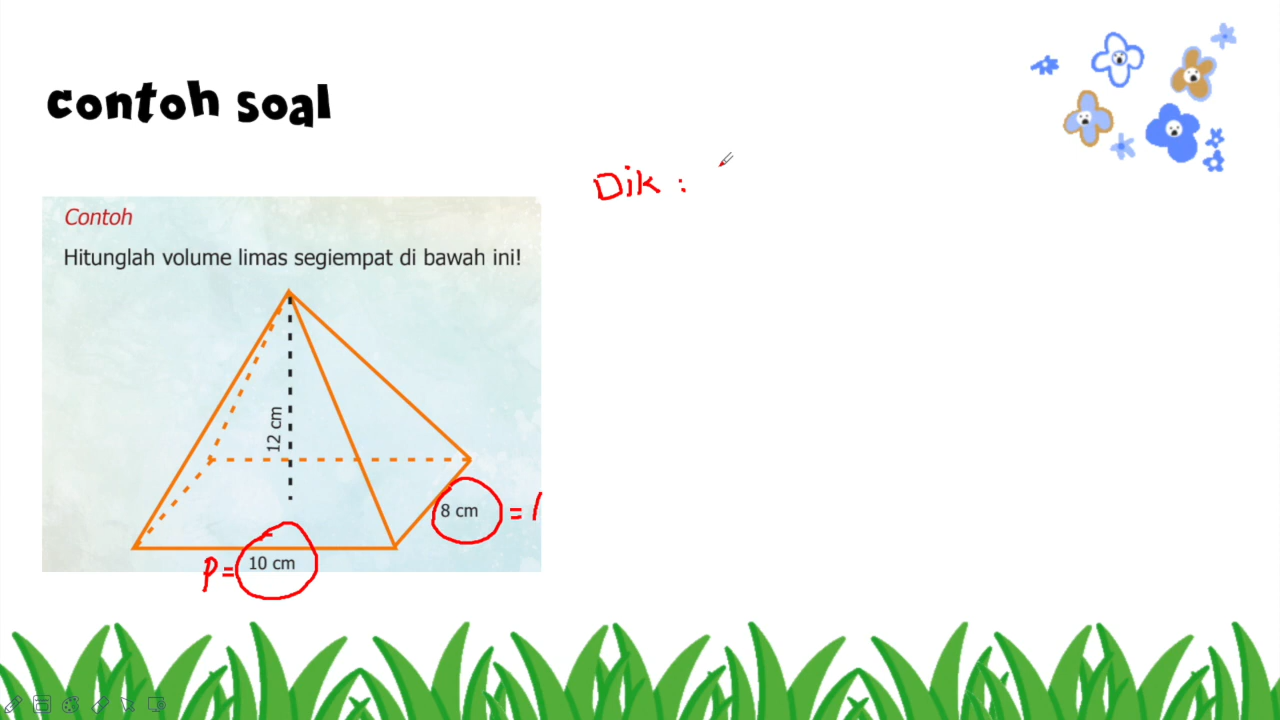 contoh soal
Dik :
Contoh
Hitunglah volume limas segiempat di bawah ini!
12 cm
8 cm = l
p = 10 cm